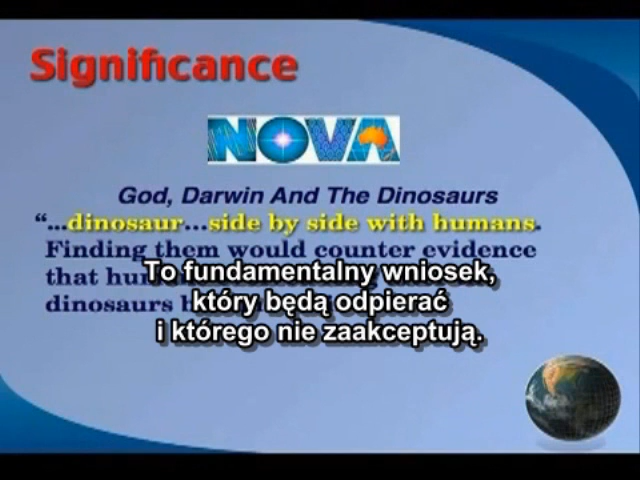 Significance
NOVA
God, Darwin And The Dinosaurs
“...dinosaur...side by side with humans.
Finding them would counter evidence
that
To fundamentalny wniosek,
dinosaurs
który będą odpierać
i którego nie zaakceptują.